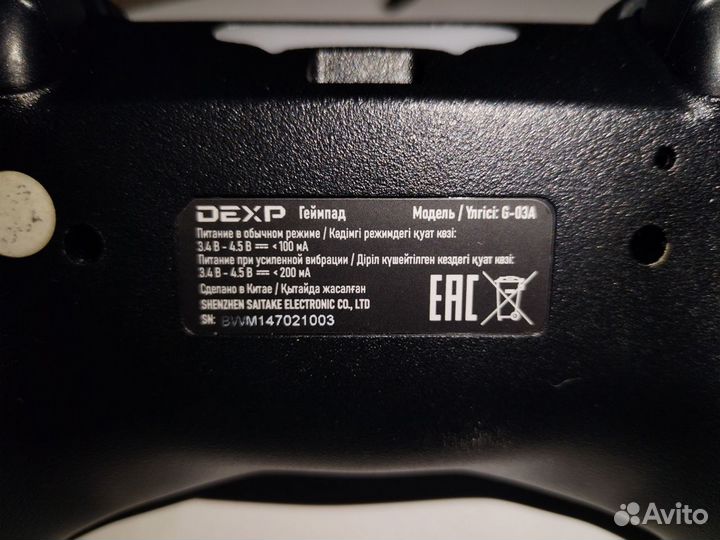 DEXP Геймпад Модель / Үлгісі: G-03A
Питание в обычном режиме / Кәдімгі режимдегі қуат көзі:
3.4 В - 4.5 В ⎓ < 100 мА
Питание при усиленной вибрации / Діріл күшейтілген кездегі қуат көзі:
3.4 В - 4.5 В ⎓ < 200 мА
Сделано в Китае / Қытайда жасалған
SHENZHEN SAITAKE ELECTRONIC CO., LTD
SN: BWM147021003
EAC
Avito